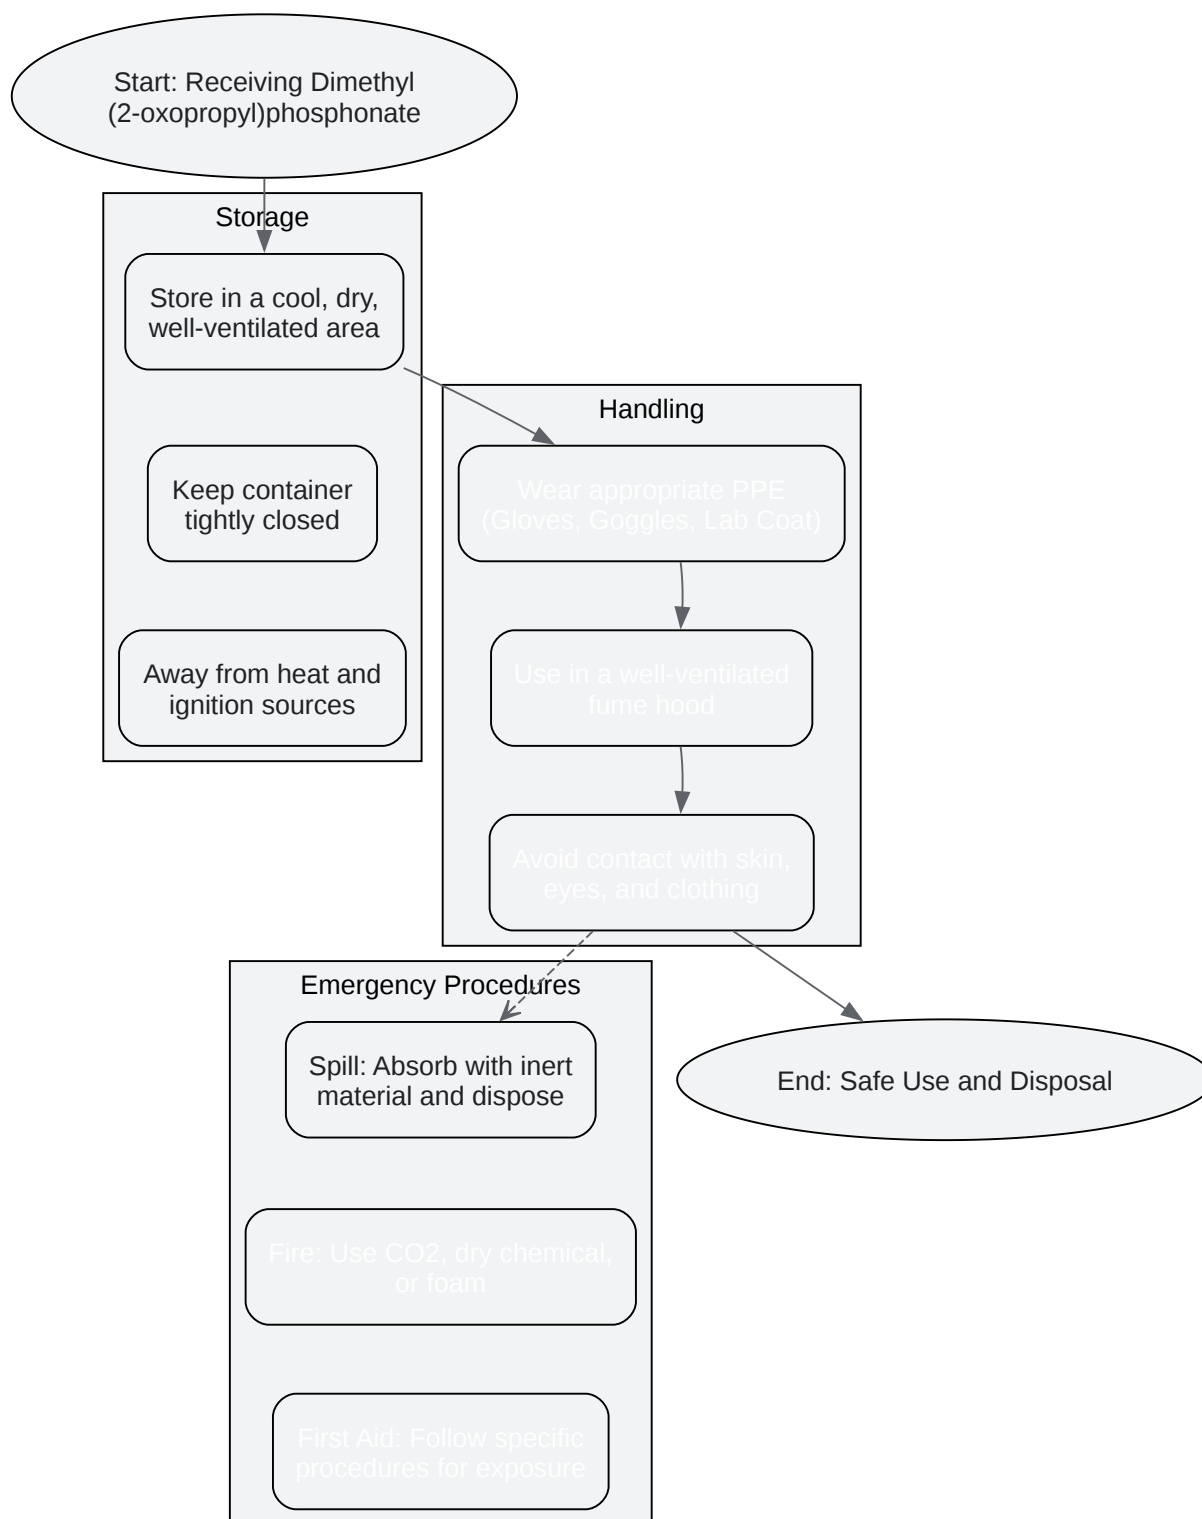 Start: Receiving Dimethyl
(2-oxopropyl)phosphonate
Storage
Store in a cool, dry,
well-ventilated area
Keep container
tightly closed
Away from heat and
ignition sources
Handling
Wear appropriate PPE
(Gloves, Goggles, Lab Coat)
Use in a well-ventilated
fume hood
Avoid contact with skin,
eyes, and clothing
Emergency Procedures
Spill: Absorb with inert
material and dispose
Fire: Use CO2, dry chemical,
or foam
First Aid: Follow specific
procedures for exposure
End: Safe Use and Disposal